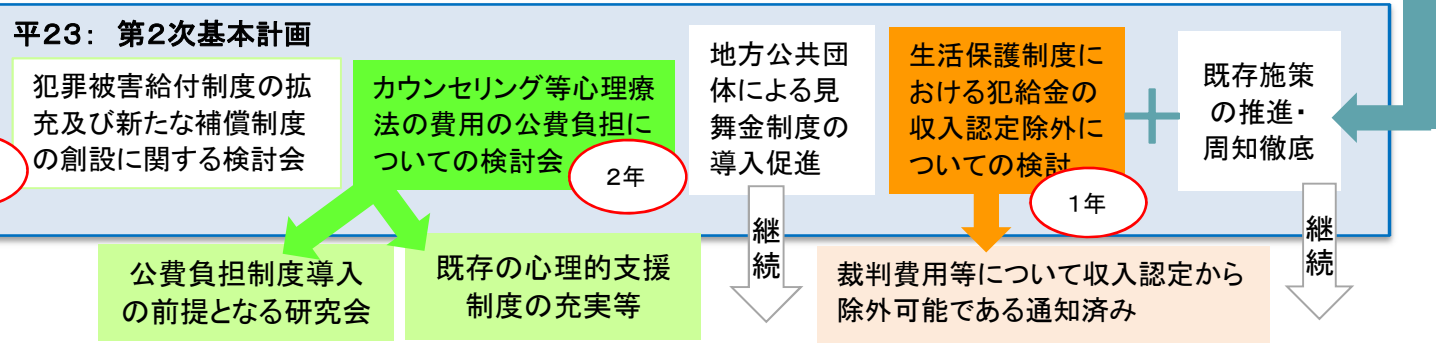 平23： 第2次基本計画
犯罪被害給付制度の拡
充及び新たな補償制度
の創設に関する検討会
カウンセリング等心理療
法の費用の公費負担に
ついての検討会
2年
地方公共団
体による見
舞金制度の
導入促進
生活保護制度に
おける犯給金の
収入認定除外に
ついての検討
1年
既存施策
の推進・
周知徹底
継続
継続
公費負担制度導入
の前提となる研究会
既存の心理的支援
制度の充実等
裁判費用等について収入認定から
除外可能である通知済み